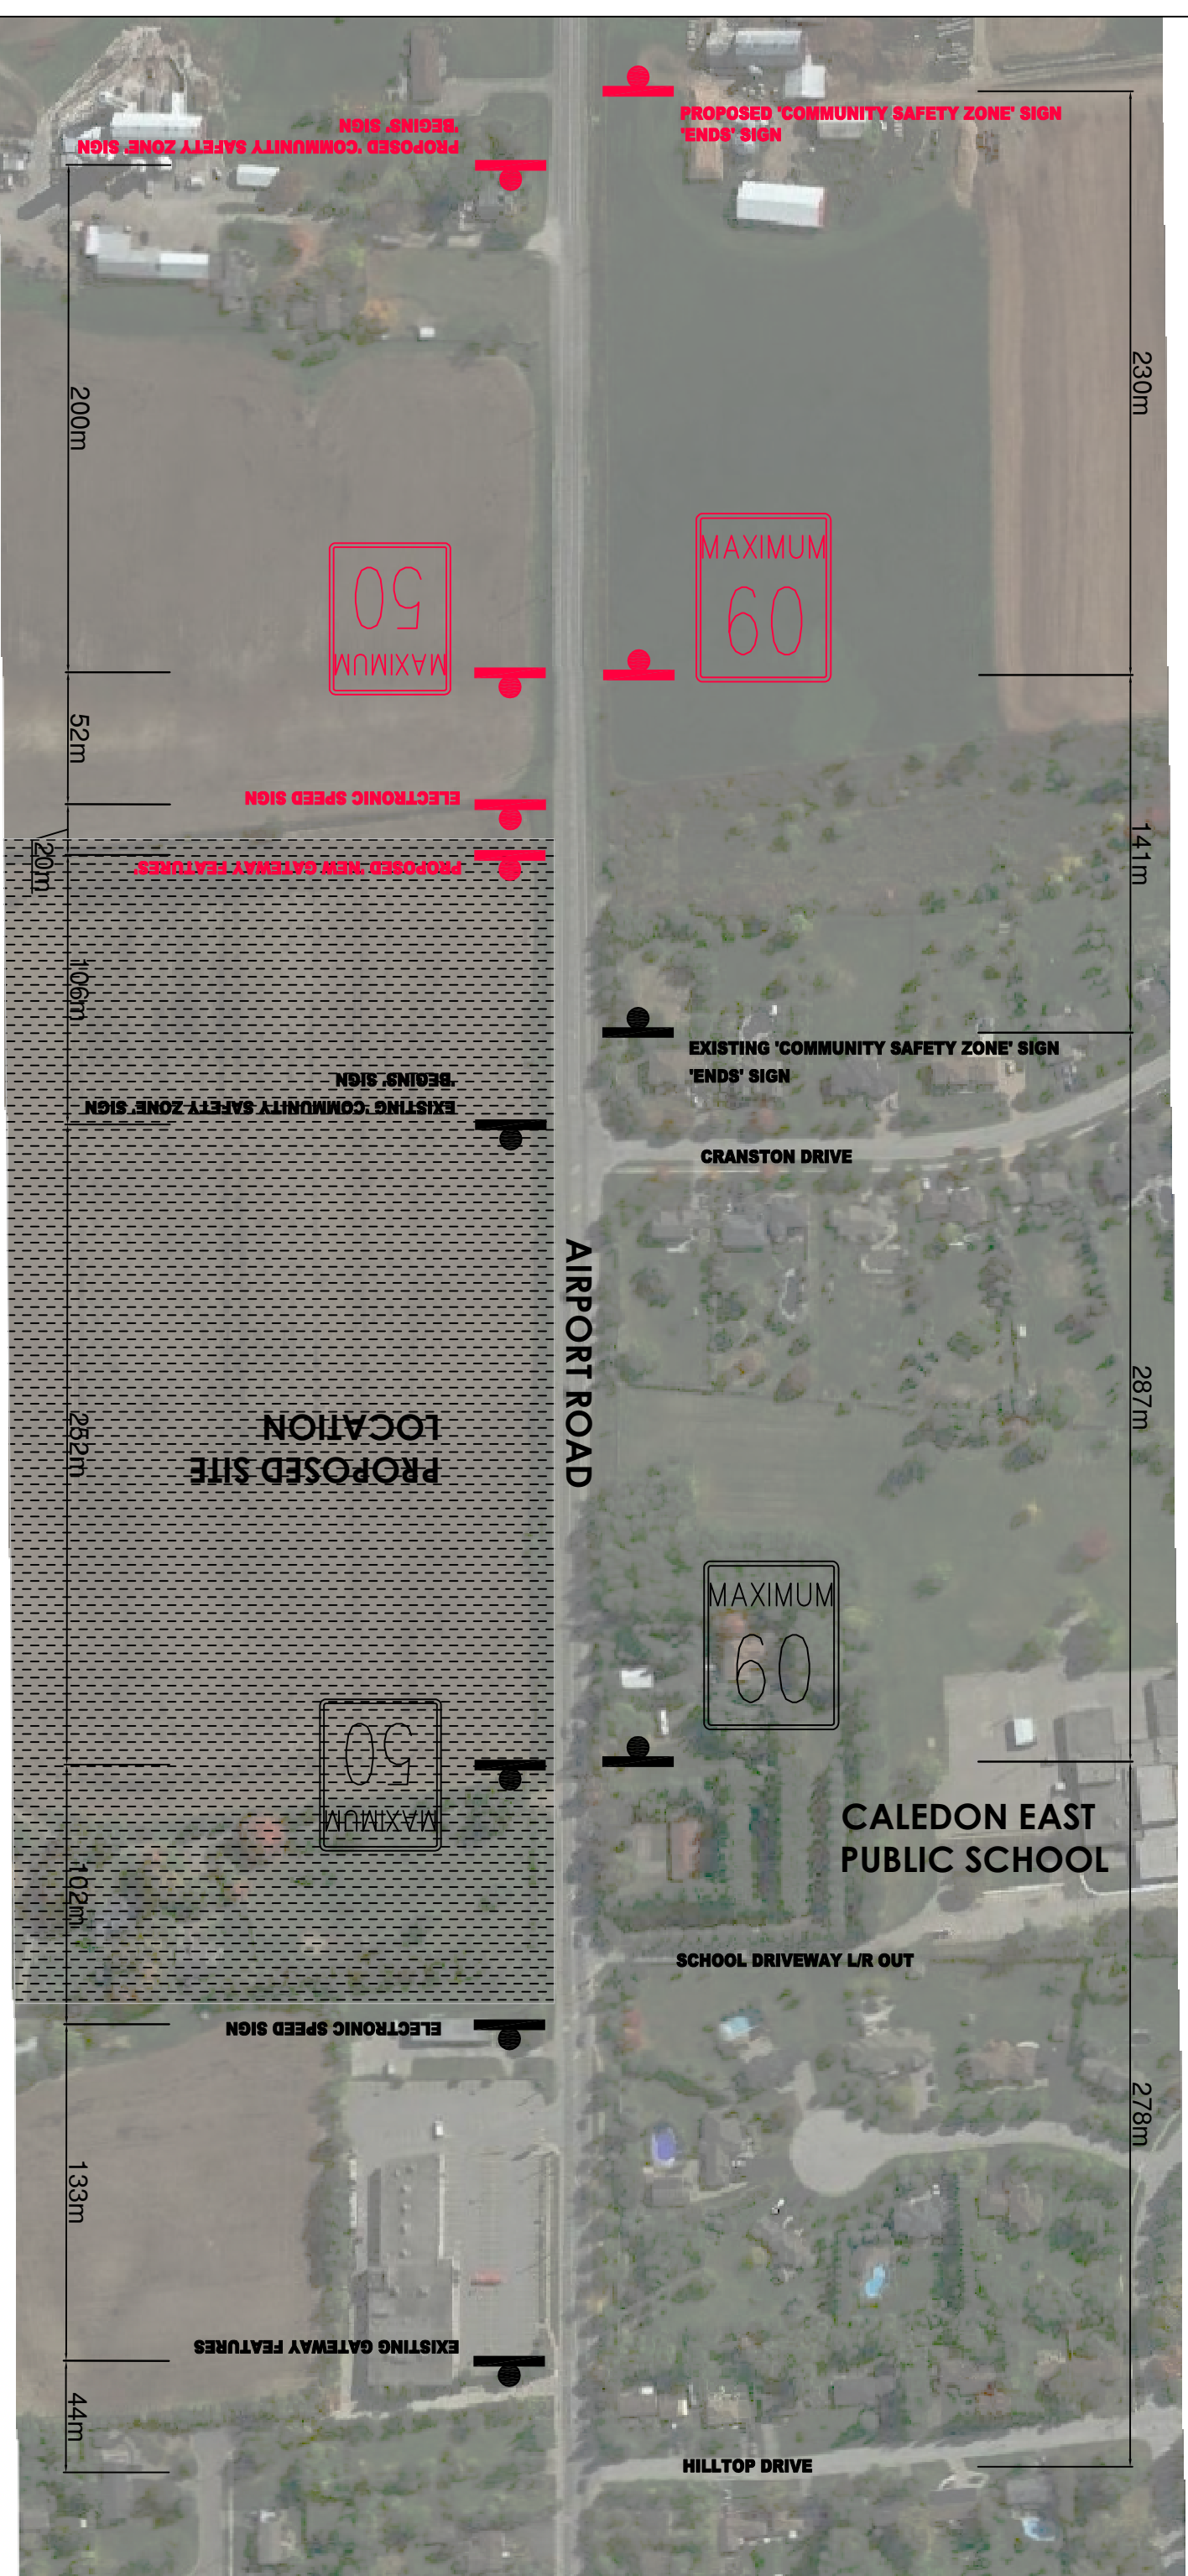 PROPOSED 'COMMUNITY SAFETY ZONE' SIGN
'ENDS' SIGN
PROPOSED 'COMMUNITY SAFETY ZONE' SIGN
'BEGINS' SIGN
200m
230m
MAXIMUM
50
MAXIMUM
60
52m
ELECTRONIC SPEED SIGN
20m
PROPOSED 'NEW GATEWAY FEATURES'
141m
106m
EXISTING 'COMMUNITY SAFETY ZONE' SIGN
'ENDS' SIGN
EXISTING 'COMMUNITY SAFETY ZONE' SIGN
'BEGINS' SIGN
CRANSTON DRIVE
AIRPORT ROAD
287m
252m
PROPOSED SITE
LOCATION
MAXIMUM
60
MAXIMUM
50
CALEDON EAST
PUBLIC SCHOOL
102m
SCHOOL DRIVEWAY L/R OUT
ELECTRONIC SPEED SIGN
278m
133m
EXISTING GATEWAY FEATURES
44m
HILLTOP DRIVE